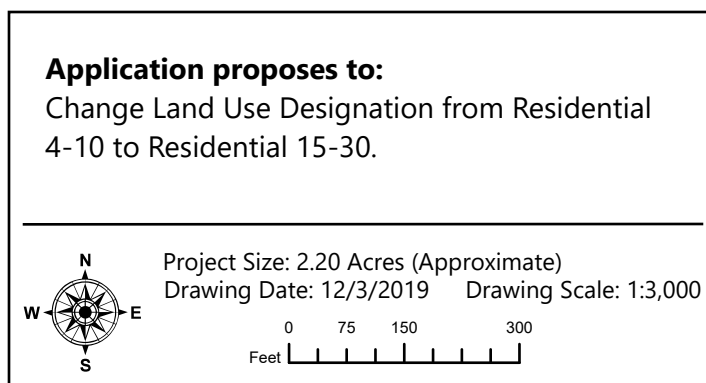 Application proposes to:
Change Land Use Designation from Residential
4-10 to Residential 15-30.
N
W E
S
Project Size: 2.20 Acres (Approximate)
Drawing Date: 12/3/2019 Drawing Scale: 1:3,000
0 75 150 300
Feet